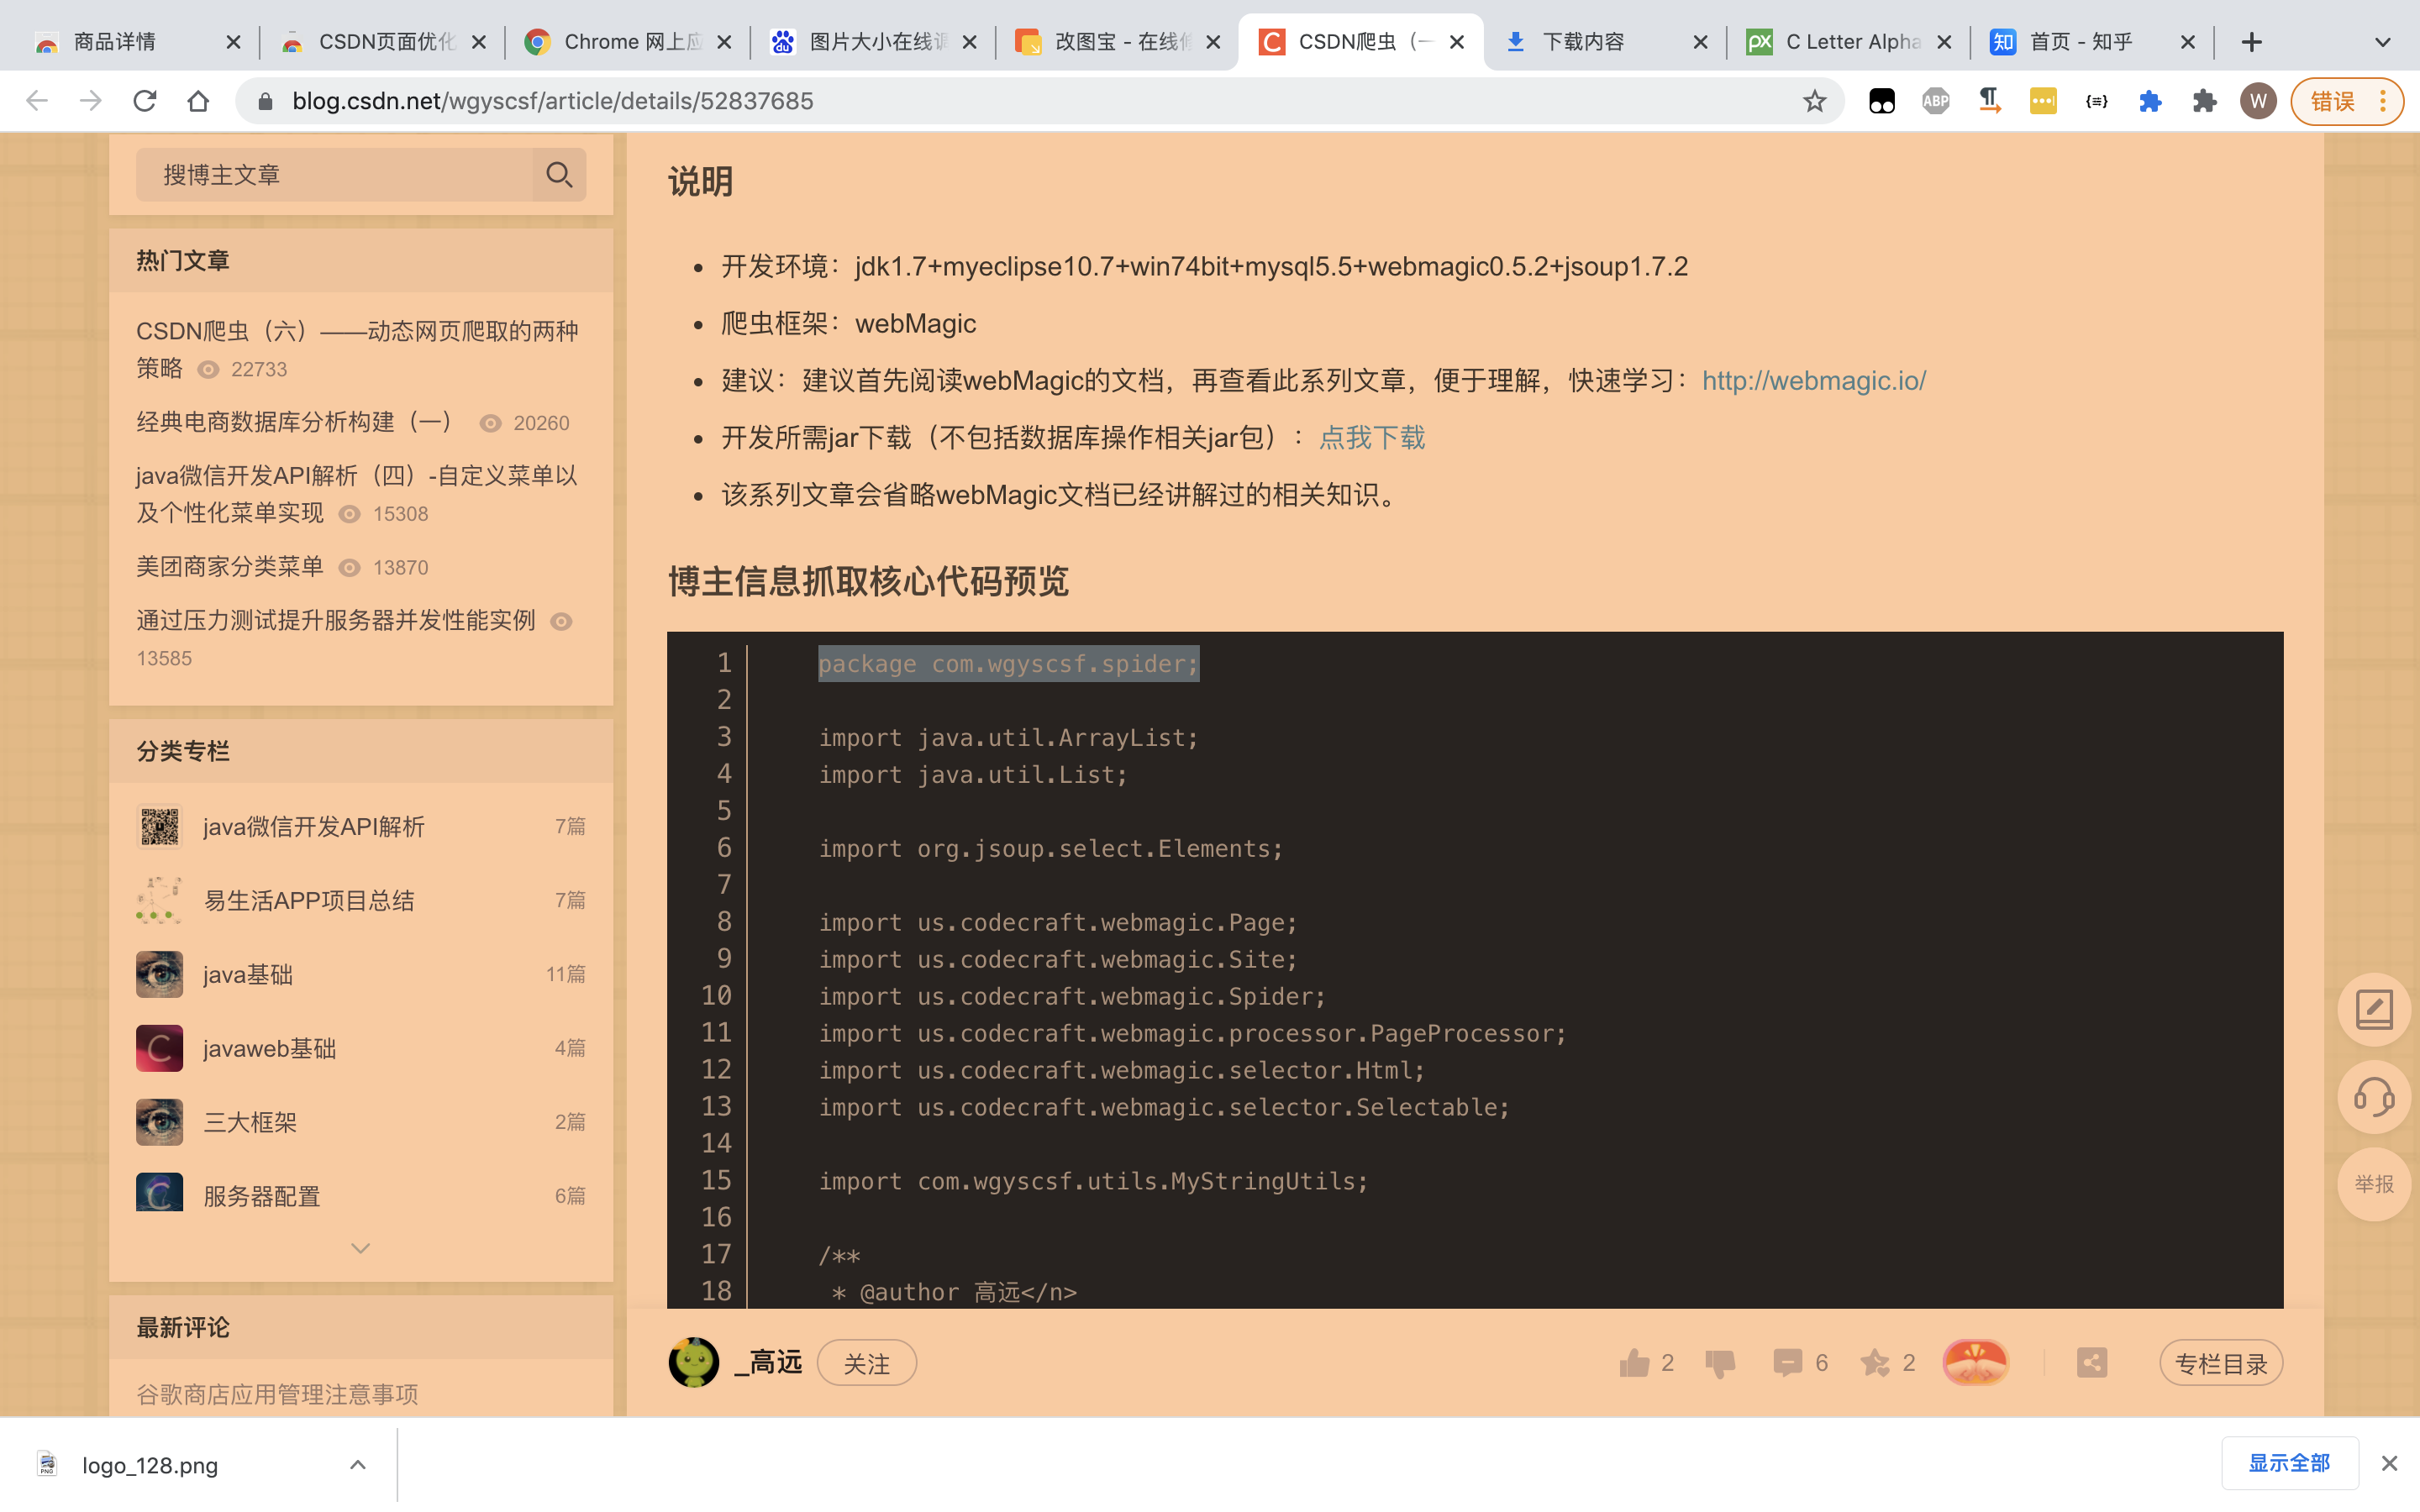 商品详情
CSDN页面优化
Chrome 网上应
图片大小在线调
改图宝 - 在线修
CSDN爬虫（一
下载内容
C Letter Alpha
首页 - 知乎
blog.csdn.net/wgyscsf/article/details/52837685
ABP
W
错误
搜博主文章
热门文章
CSDN爬虫（六）——动态网页爬取的两种
策略 22733
经典电商数据库分析构建（一） 20260
java微信开发API解析（四）-自定义菜单以
及个性化菜单实现 15308
美团商家分类菜单 13870
通过压力测试提升服务器并发性能实例
13585
分类专栏
java微信开发API解析 7篇
易生活APP项目总结 7篇
java基础 11篇
javaweb基础 4篇
三大框架 2篇
服务器配置 6篇
最新评论
谷歌商店应用管理注意事项
说明
开发环境：jdk1.7+myeclipse10.7+win74bit+mysql5.5+webmagic0.5.2+jsoup1.7.2
爬虫框架：webMagic
建议：建议首先阅读webMagic的文档，再查看此系列文章，便于理解，快速学习：http://webmagic.io/
开发所需jar下载（不包括数据库操作相关jar包）：点我下载
该系列文章会省略webMagic文档已经讲解过的相关知识。
博主信息抓取核心代码预览
1 package com.wgyscsf.spider;
2
3 import java.util.ArrayList;
4 import java.util.List;
5
6 import org.jsoup.select.Elements;
7
8 import us.codecraft.webmagic.Page;
9 import us.codecraft.webmagic.Site;
10 import us.codecraft.webmagic.Spider;
11 import us.codecraft.webmagic.processor.PageProcessor;
12 import us.codecraft.webmagic.selector.Html;
13 import us.codecraft.webmagic.selector.Selectable;
14
15 import com.wgyscsf.utils.MyStringUtils;
16
17 /**
18 * @author 高远</n>
_高远 关注 2 6 2 专栏目录
举报
logo_128.png
显示全部